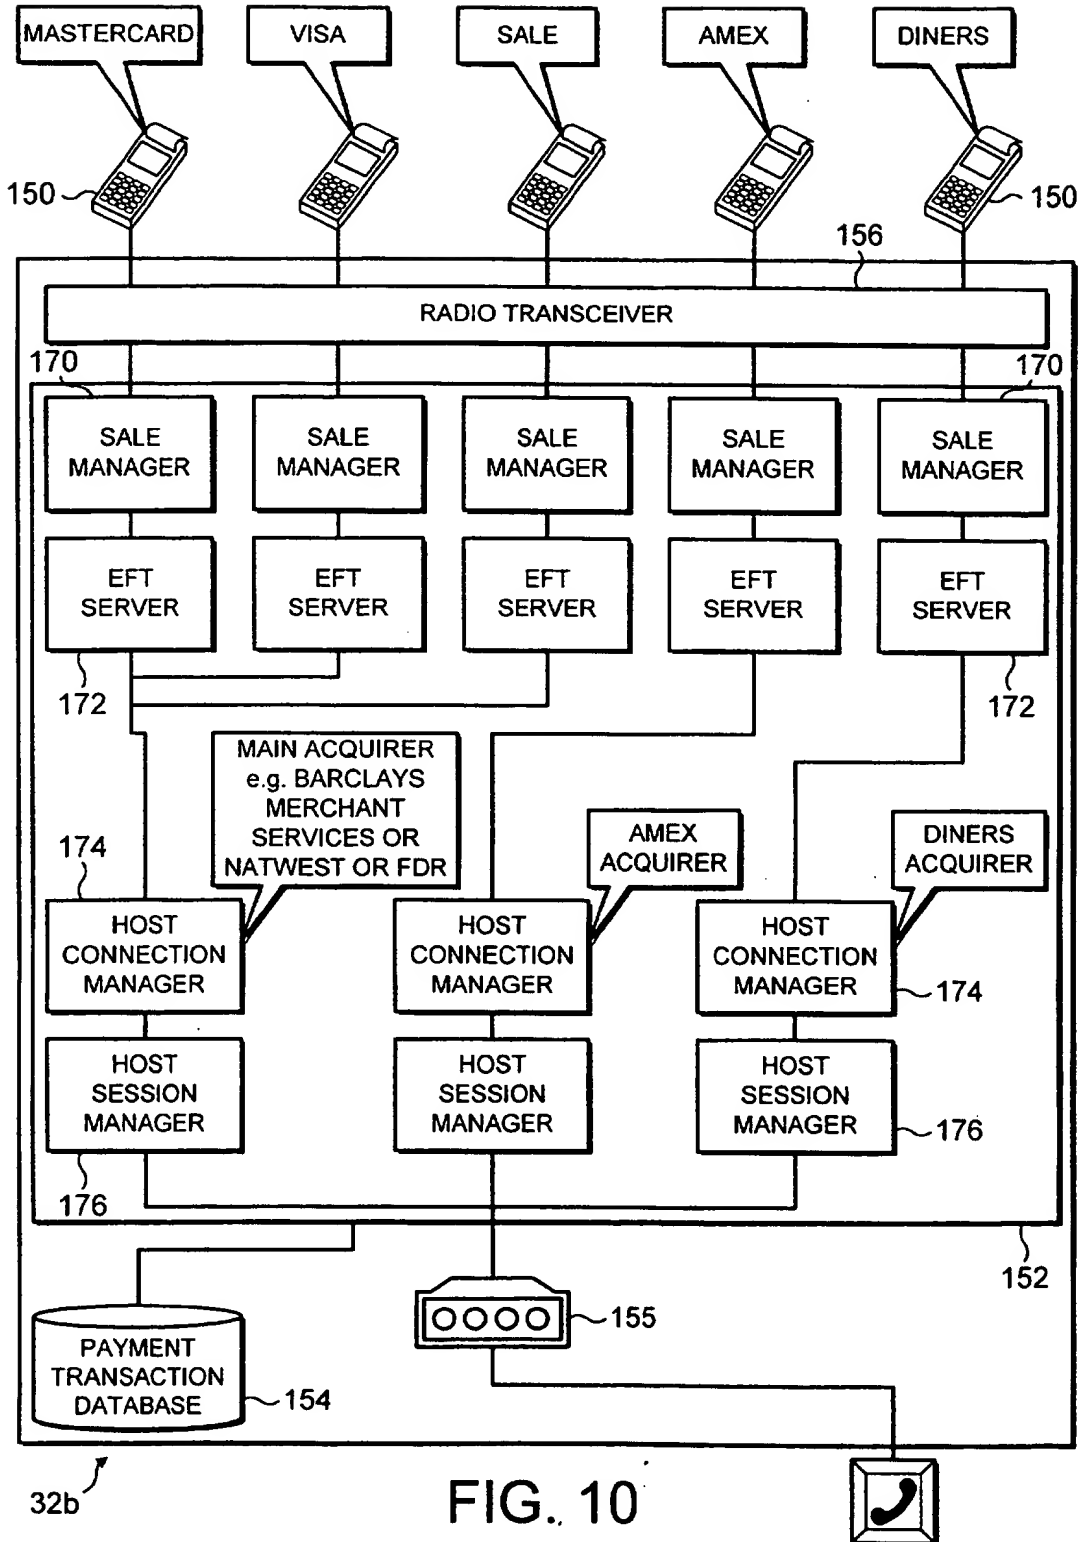 MASTERCARD
VISA
SALE
AMEX
DINERS
150
150
156
RADIO TRANSCEIVER
170
170
SALE
MANAGER
SALE
MANAGER
SALE
MANAGER
SALE
MANAGER
SALE
MANAGER
EFT
SERVER
EFT
SERVER
EFT
SERVER
EFT
SERVER
EFT
SERVER
172
172
MAIN ACQUIRER
e.g. BARCLAYS
MERCHANT
SERVICES OR
NATWEST OR FDR
AMEX
ACQUIRER
DINERS
ACQUIRER
174
HOST
CONNECTION
MANAGER
HOST
CONNECTION
MANAGER
HOST
CONNECTION
MANAGER
174
HOST
SESSION
MANAGER
HOST
SESSION
MANAGER
HOST
SESSION
MANAGER
176
176
152
155
PAYMENT
TRANSACTION
DATABASE
154
32b
FIG. 10